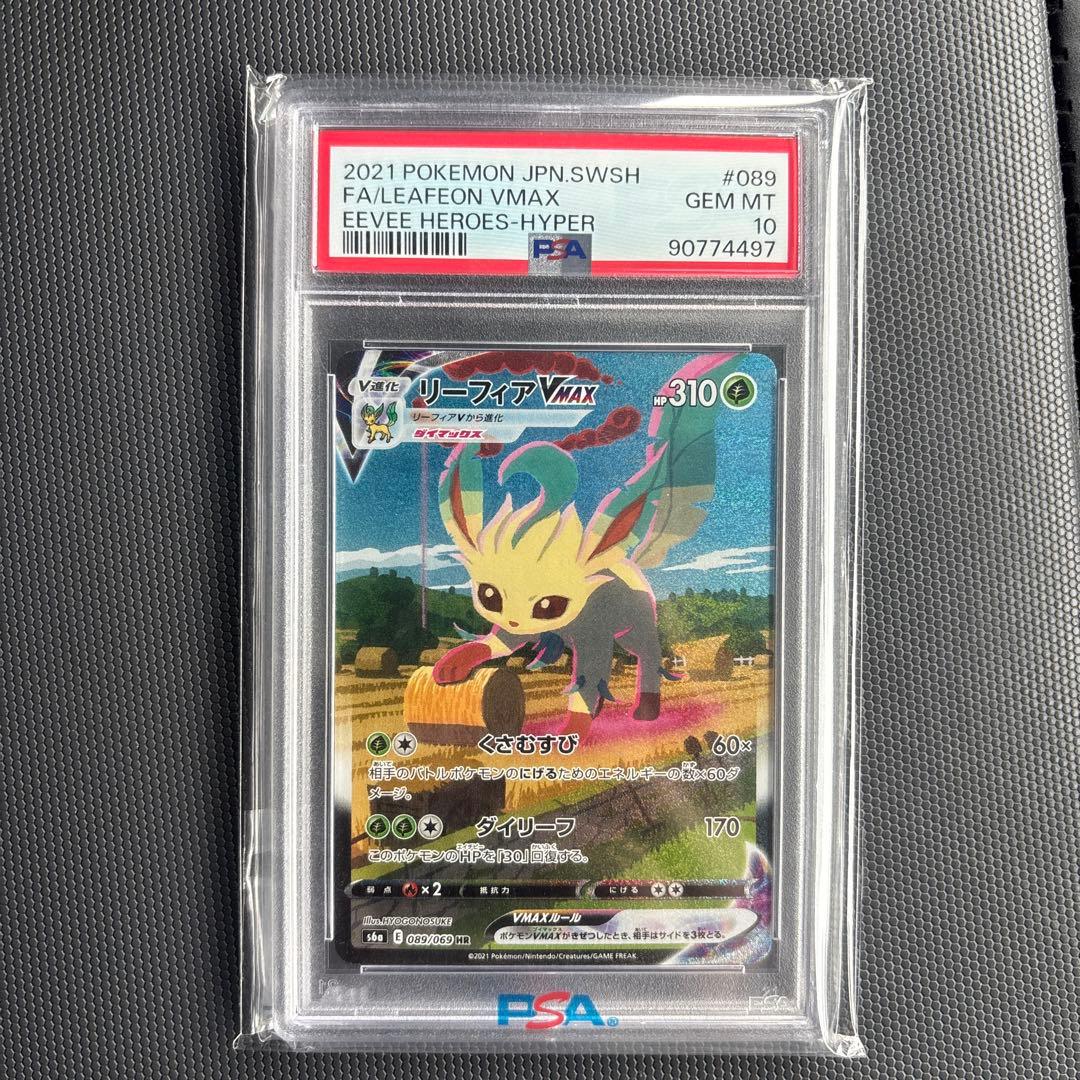 2021 POKEMON JPN.SWSH #089
FA/LEAFEON VMAX GEM MT
EEVEE HEROES-HYPER 10
PSA 90774497
V進化 リーフィアVMAX HP310
リーフィアVから進化
ダイマックス
くさむすび 60×
相手のバトルポケモンのにげるためのエネルギーの数×60ダ
メージ。
ダイリーフ 170
このポケモンのHPを「30」回復する。
弱点 ×2 抵抗力 にげる
Illus.HYOGONOSUKE
VMAXルール
s6a E 089/069 HR
ポケモンVMAXがきぜつしたとき、相手はサイドを3枚とる。
©2021 Pokémon/Nintendo/Creatures/GAME FREAK
PSA®